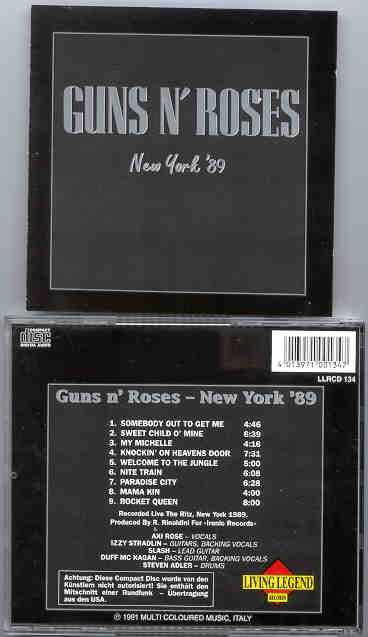 GUNS N' ROSES
New York '89
COMPACT
disc
DIGITAL AUDIO
4 013971 001347
LLRCD 134
Guns n' Roses – New York '89
1. SOMEBODY OUT TO GET ME 4:46
2. SWEET CHILD O' MINE 6:39
3. MY MICHELLE 4:16
4. KNOCKIN' ON HEAVENS DOOR 7:31
5. WELCOME TO THE JUNGLE 5:00
6. NITE TRAIN 6:08
7. PARADISE CITY 6:28
8. MAMA KIN 4:00
9. ROCKET QUEEN 8:00
Recorded Live The Ritz, New York 1989.
Produced By R. Rinaldini For -Irenic Records-
&
AXI ROSE – VOCALS
IZZY STRADLIN – GUITARS, BACKING VOCALS
SLASH – LEAD GUITAR
DUFF MC KAGAN – BASS GUITAR, BACKING VOCALS
STEVEN ADLER – DRUMS
Achtung: Diese Compact Disc wurde von den
Künstlern nicht autorisiert! Sie enthält den
Mitschnitt einer Rundfunk – Übertragung
aus den USA.
LIVING LEGEND
RECORDS
℗ © 1991 MULTI COLOURED MUSIC, ITALY